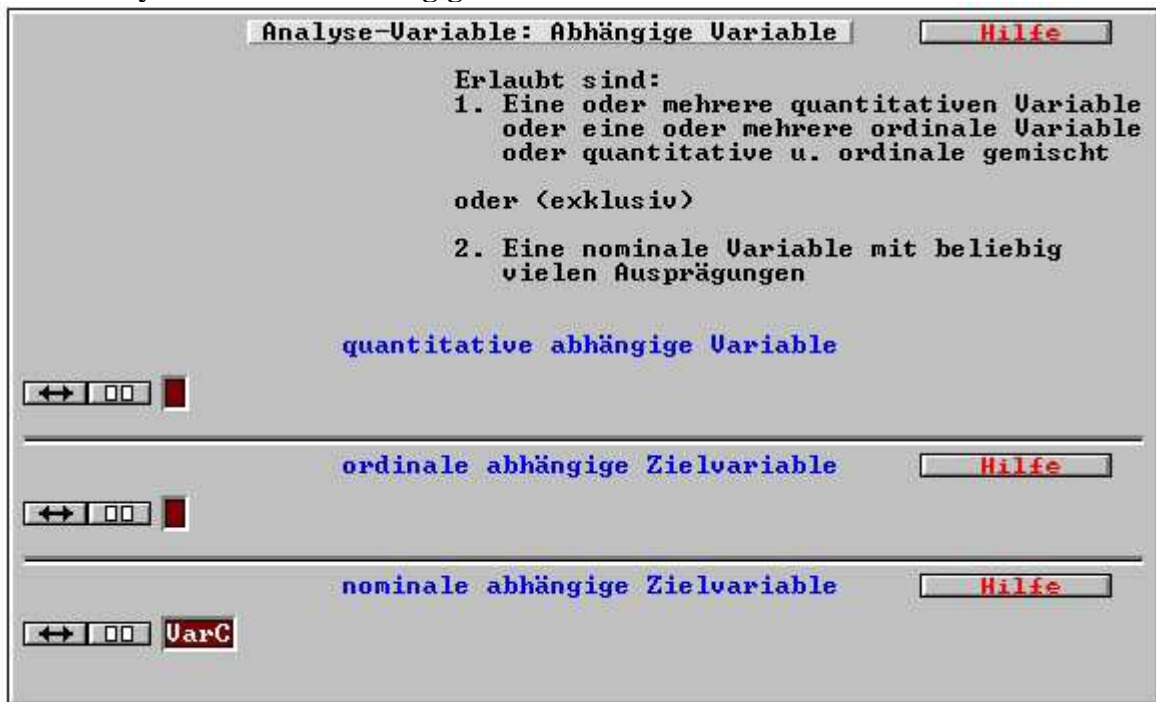 Analyse-Variable: Abhängige Variable Hilfe
Erlaubt sind:
1. Eine oder mehrere quantitativen Variable
oder eine oder mehrere ordinale Variable
oder quantitative u. ordinale gemischt
oder (exklusiv)
2. Eine nominale Variable mit beliebig
vielen Ausprägungen
quantitative abhängige Variable
ordinale abhängige Zielvariable Hilfe
nominale abhängige Zielvariable Hilfe
VarC